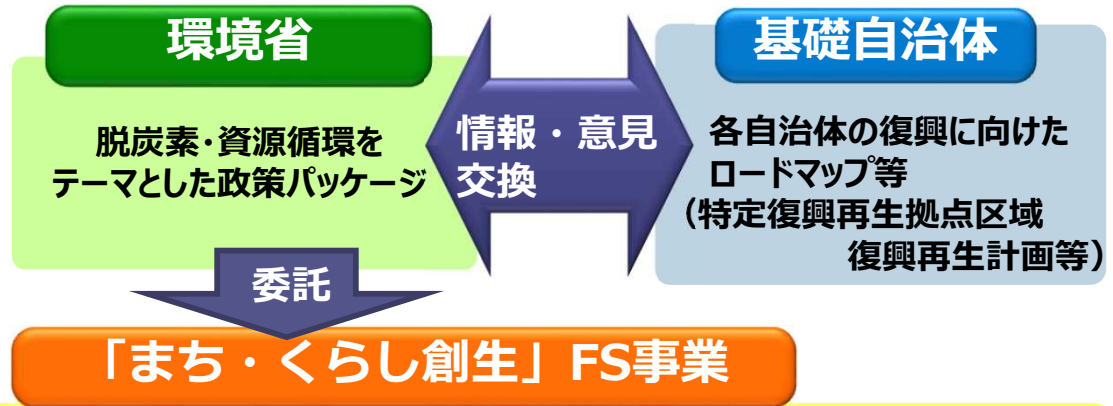 環境省
脱炭素・資源循環を
テーマとした政策パッケージ
情報・意見
交換
基礎自治体
各自治体の復興に向けた
ロードマップ等
（特定復興再生拠点区域
復興再生計画等）
委託
「まち・くらし創生」FS事業